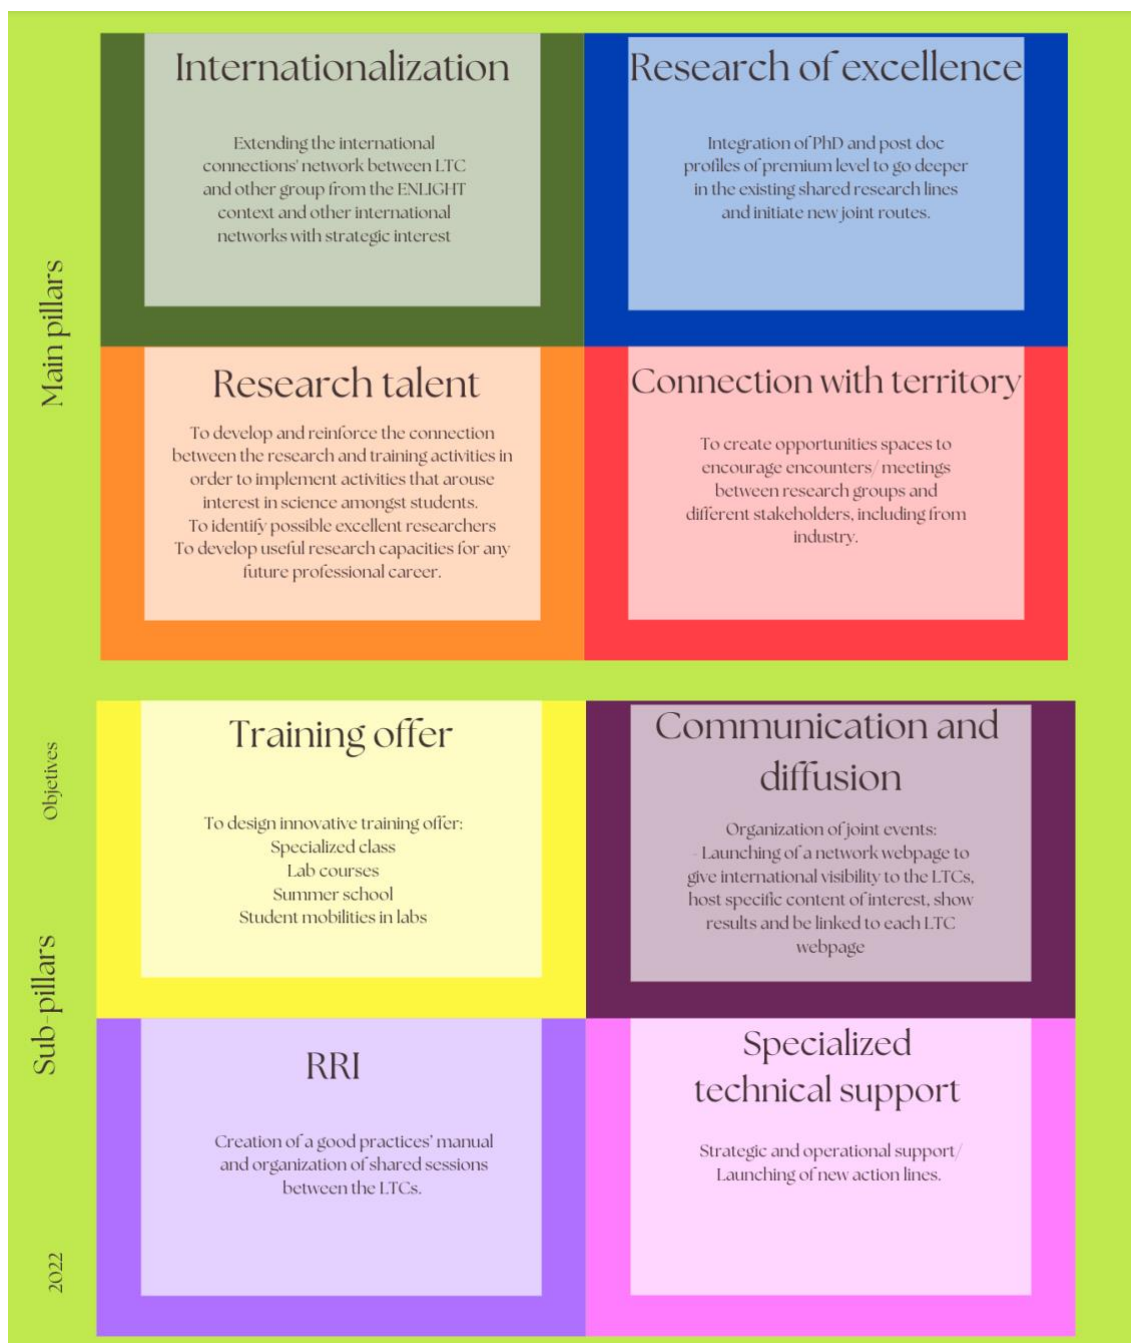 Main pillars
Internationalization
Extending the international
connections' network between LTC
and other group from the ENLIGHT
context and other international
networks with strategic interest
Research of excellence
Integration of PhD and post doc
profiles of premium level to go deeper
in the existing shared research lines
and initiate new joint routes.
Research talent
To develop and reinforce the connection
between the research and training activities in
order to implement activities that arouse
interest in science amongst students.
To identify possible excellent researchers
To develop useful research capacities for any
future professional career.
Connection with territory
To create opportunities spaces to
encourage encounters/ meetings
between research groups and
different stakeholders, including from
industry.
Objetives
Sub-pillars
2022
Training offer
To design innovative training offer:
Specialized class
Lab courses
Summer school
Student mobilities in labs
Communication and
diffusion
Organization of joint events:
- Launching of a network webpage to
give international visibility to the LTCs,
host specific content of interest, show
results and be linked to each LTC
webpage
RRI
Creation of a good practices' manual
and organization of shared sessions
between the LTCs.
Specialized
technical support
Strategic and operational support/
Launching of new action lines.